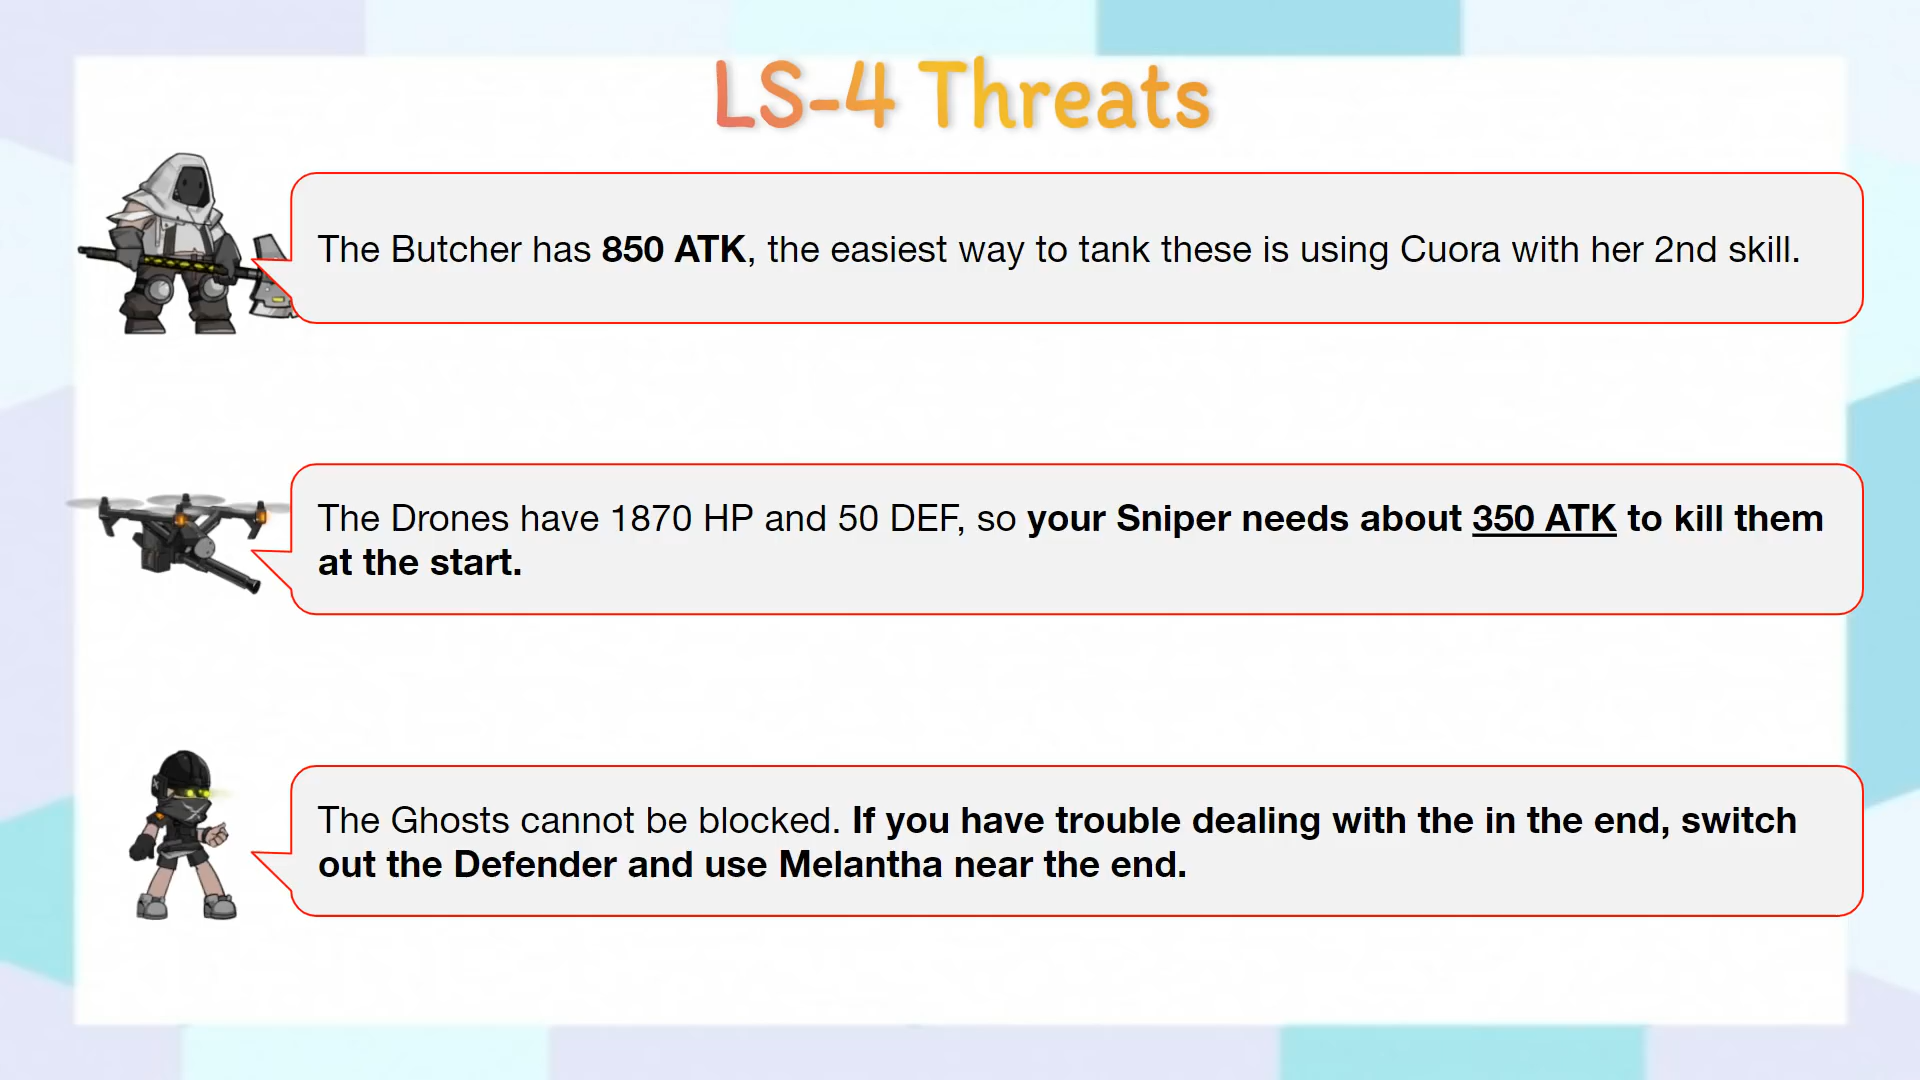 LS-4 Threats
The Butcher has 850 ATK, the easiest way to tank these is using Cuora with her 2nd skill.
The Drones have 1870 HP and 50 DEF, so your Sniper needs about 350 ATK to kill them
at the start.
The Ghosts cannot be blocked. If you have trouble dealing with the in the end, switch
out the Defender and use Melantha near the end.